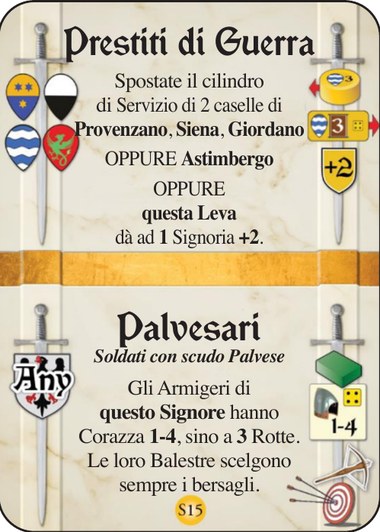 Prestiti di Guerra
Spostate il cilindro
di Servizio di 2 caselle di
Provenzano, Siena, Giordano
OPPURE Astimbergo
OPPURE
questa Leva
dà ad 1 Signoria +2.
3
3
+2
Palvesari
Soldati con scudo Palvese
Any
Gli Armigeri di
questo Signore hanno
Corazza 1-4, sino a 3 Rotte.
Le loro Balestre scelgono
sempre i bersagli.
1-4
S15